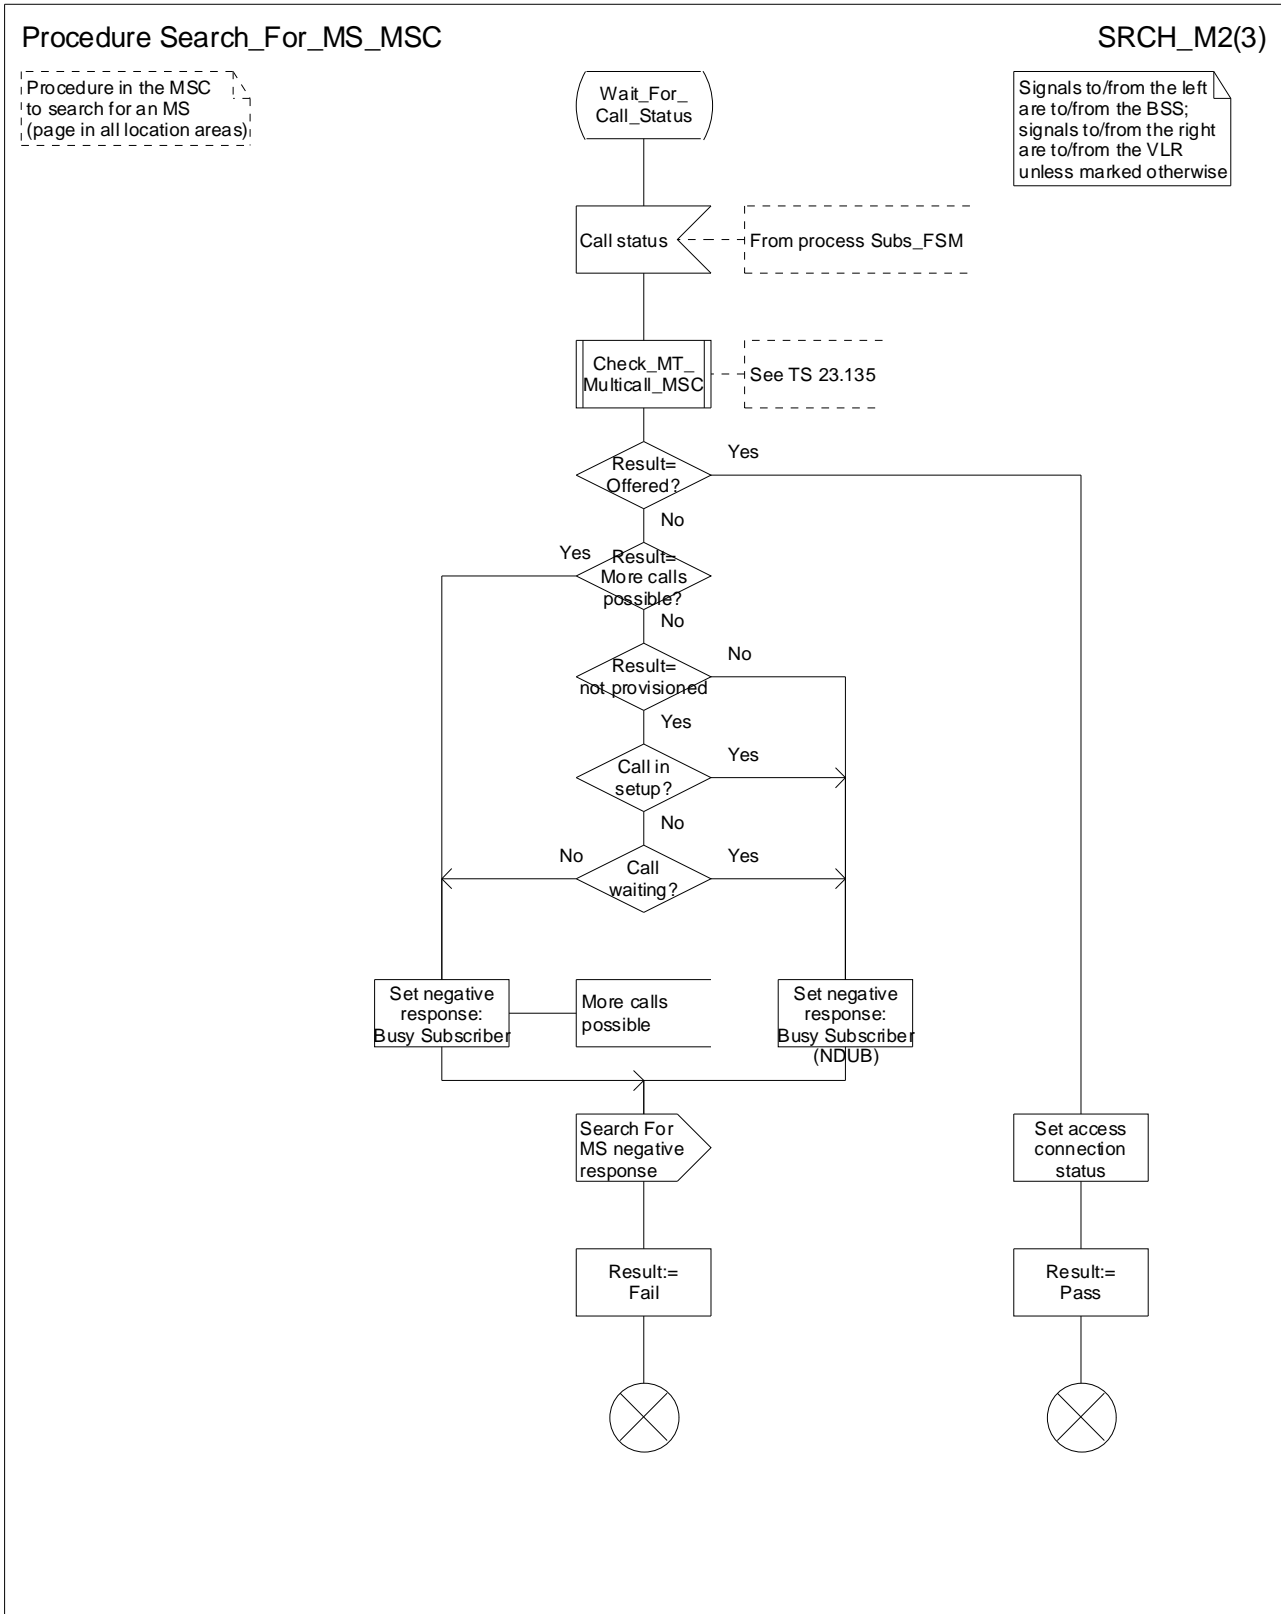 Procedure Search_For_MS_MSC
SRCH_M2(3)
Procedure in the MSC
to search for an MS
(page in all location areas)
Wait_For_
Call_Status
Signals to/from the left
are to/from the BSS;
signals to/from the right
are to/from the VLR
unless marked otherwise
Call status
From process Subs_FSM
Check_MT_
Multicall_MSC
See TS 23.135
Result=
Offered?
Yes
No
Yes
Result=
More calls
possible?
No
Result=
not provisioned
No
Yes
Call in
setup?
Yes
No
No
Call
waiting?
Yes
Set negative
response:
Busy Subscriber
More calls
possible
Set negative
response:
Busy Subscriber
(NDUB)
Search For
MS negative
response
Set access
connection
status
Result:=
Fail
Result:=
Pass